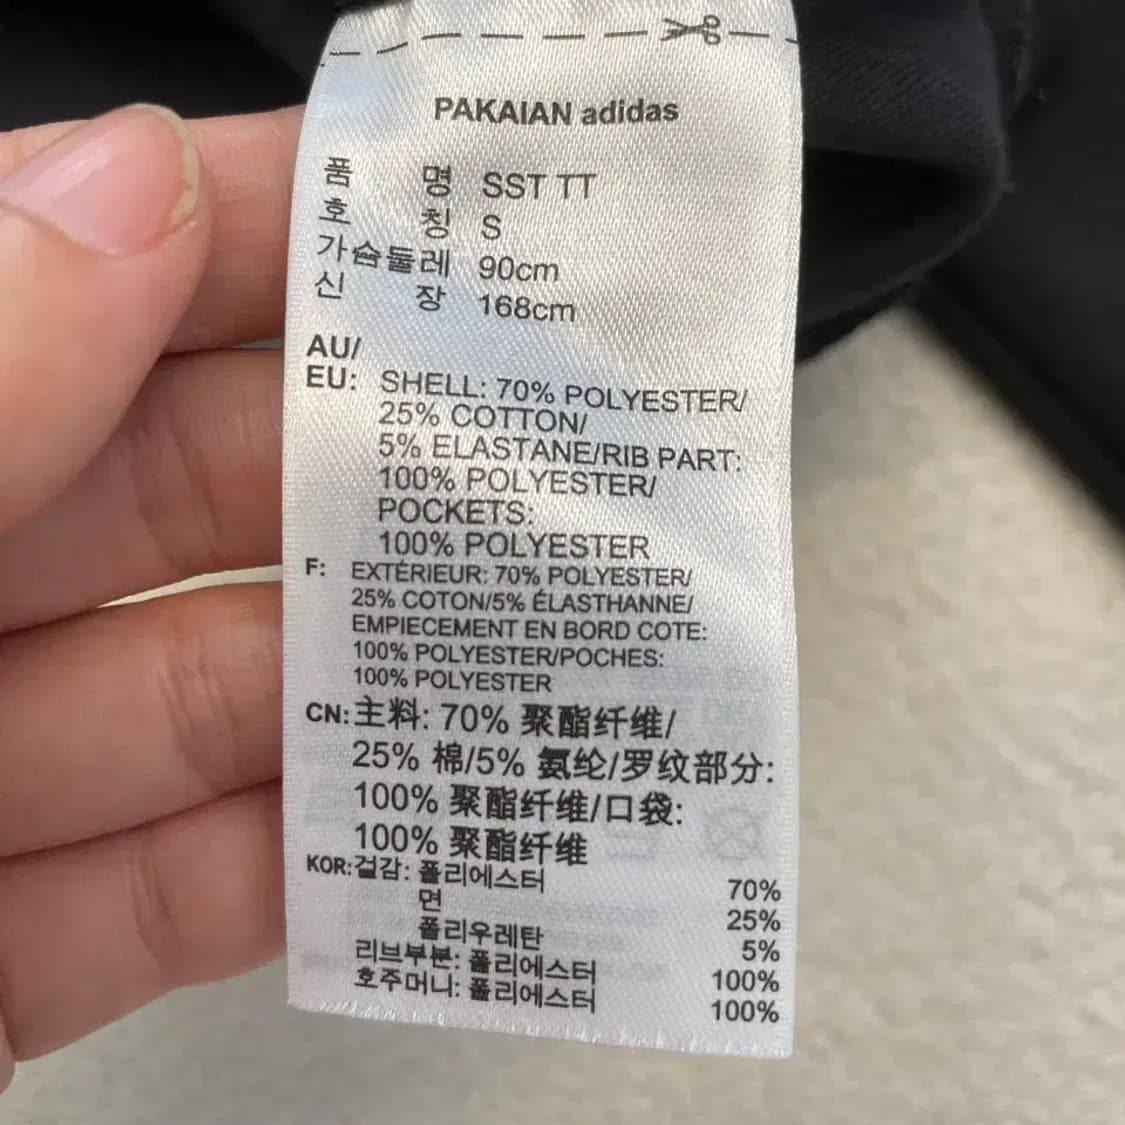 PAKAIAN adidas
품 명 SST TT
호 칭 S
가슴둘레 90cm
신 장 168cm
AU/
EU: SHELL: 70% POLYESTER/
25% COTTON/
5% ELASTANE/RIB PART:
100% POLYESTER/
POCKETS:
100% POLYESTER
F: EXTÉRIEUR: 70% POLYESTER/
25% COTON/5% ÉLASTHANNE/
EMPIECEMENT EN BORD COTE:
100% POLYESTER/POCHES:
100% POLYESTER
CN: 主料: 70% 聚酯纤维/
25% 棉/5% 氨纶/罗纹部分:
100% 聚酯纤维/口袋:
100% 聚酯纤维
KOR: 겉감: 폴리에스터 70%
면 25%
폴리우레탄 5%
리브부분: 폴리에스터 100%
호주머니: 폴리에스터 100%